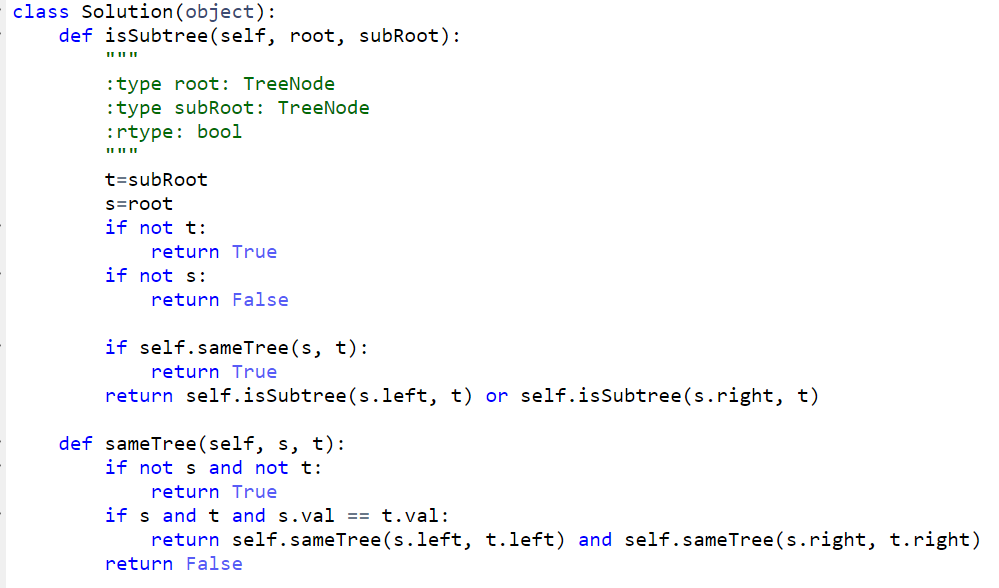 class Solution(object):
    def isSubtree(self, root, subRoot):
        """
        :type root: TreeNode
        :type subRoot: TreeNode
        :rtype: bool
        """
        t=subRoot
        s=root
        if not t:
            return True
        if not s:
            return False

        if self.sameTree(s, t):
            return True
        return self.isSubtree(s.left, t) or self.isSubtree(s.right, t)

    def sameTree(self, s, t):
        if not s and not t:
            return True
        if s and t and s.val == t.val:
            return self.sameTree(s.left, t.left) and self.sameTree(s.right, t.right)
        return False